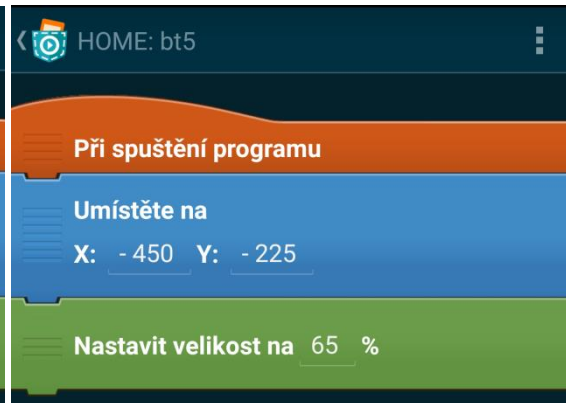 HOME: bt5
Při spuštění programu
Umístěte na
X: - 450 Y: - 225
Nastavit velikost na 65 %